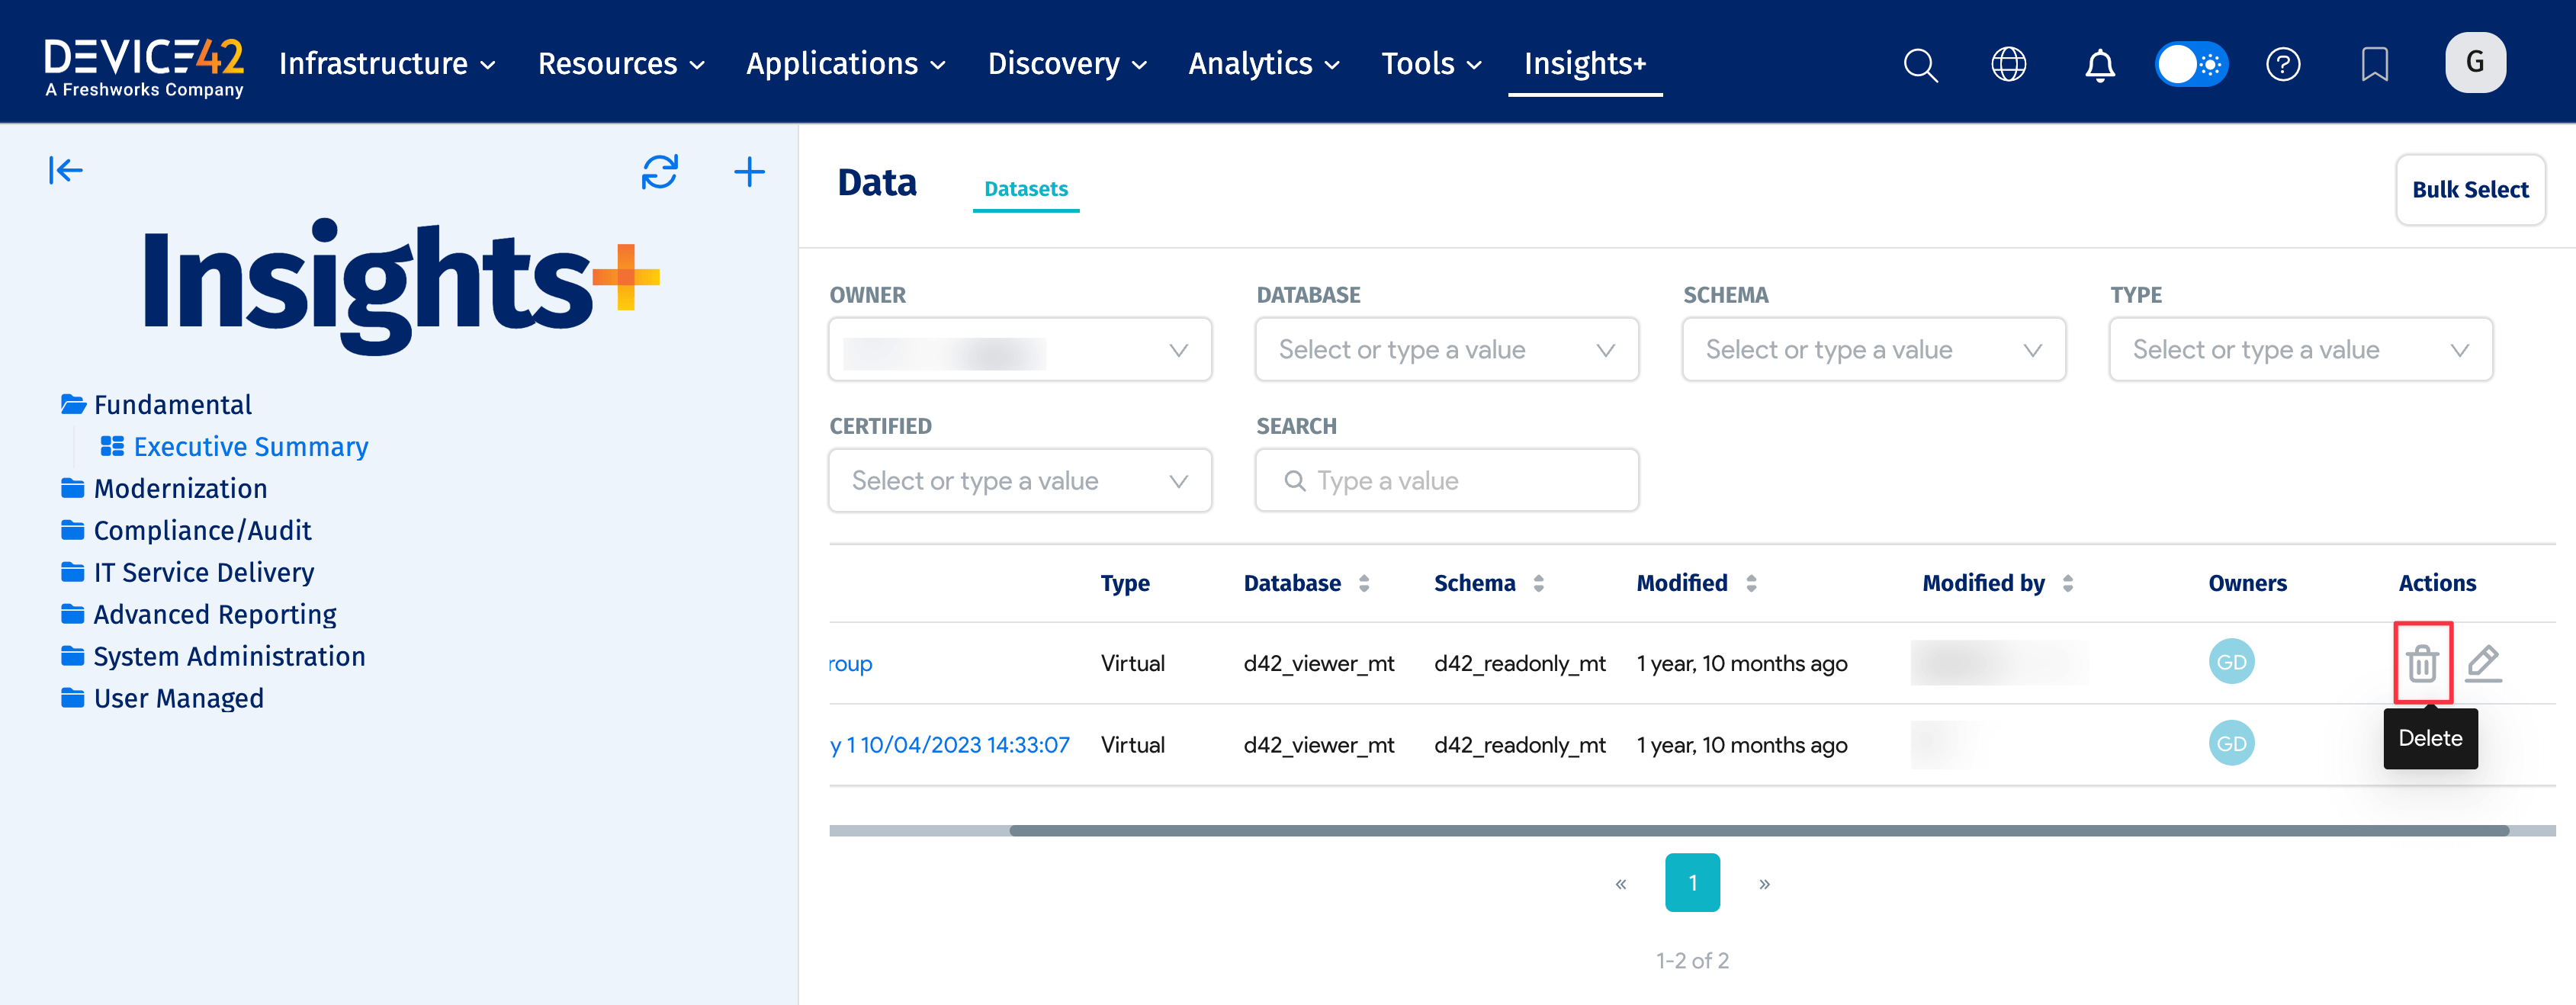 DEVICE42
A Freshworks Company
Infrastructure Resources Applications Discovery Analytics Tools Insights+
G
Insights+
Fundamental
Executive Summary
Modernization
Compliance/Audit
IT Service Delivery
Advanced Reporting
System Administration
User Managed
Data Datasets Bulk Select
OWNER DATABASE SCHEMA TYPE
Select or type a value Select or type a value Select or type a value
CERTIFIED SEARCH
Select or type a value Type a value
Type Database Schema Modified Modified by Owners Actions
roup Virtual d42_viewer_mt d42_readonly_mt 1 year, 10 months ago GD
y 1 10/04/2023 14:33:07 Virtual d42_viewer_mt d42_readonly_mt 1 year, 10 months ago GD
Delete
« 1 »
1-2 of 2